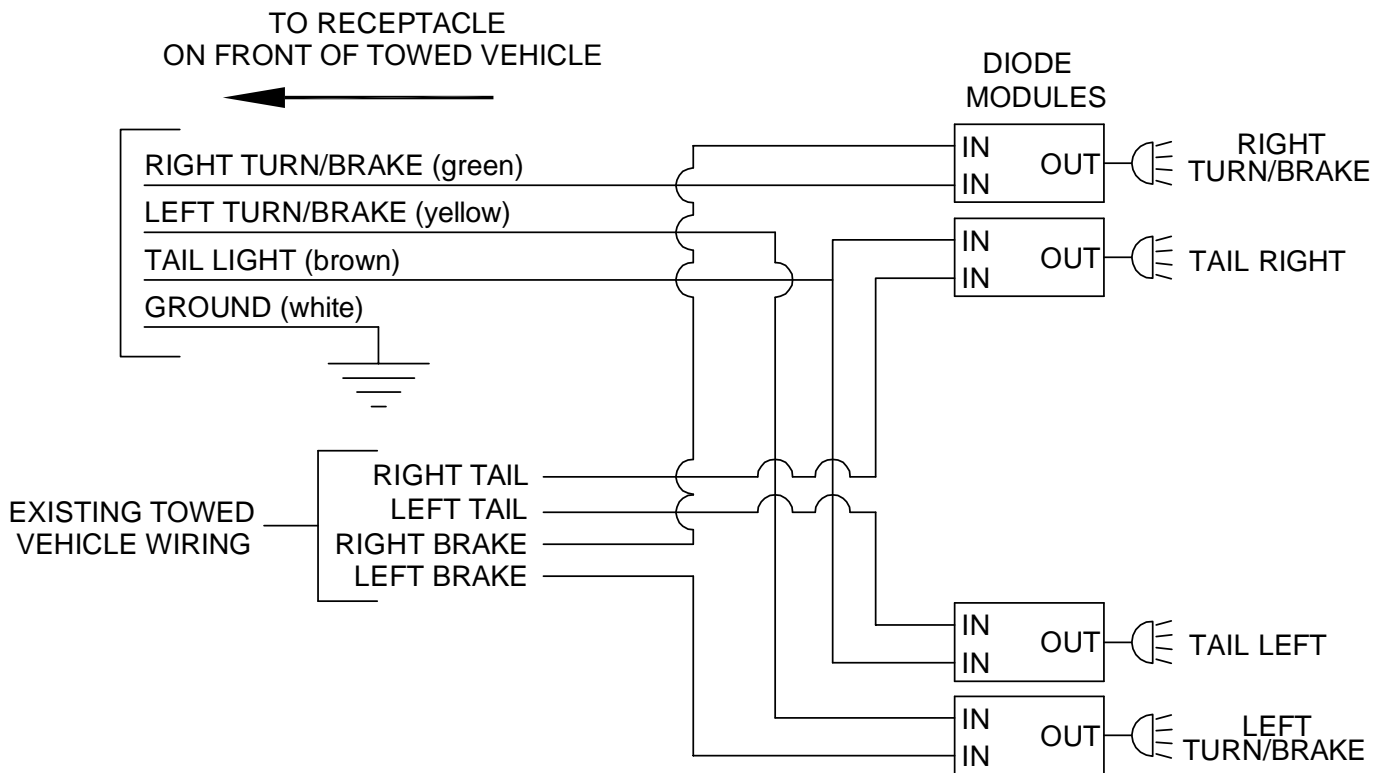 TO RECEPTACLE
ON FRONT OF TOWED VEHICLE
DIODE
MODULES
RIGHT TURN/BRAKE (green)
LEFT TURN/BRAKE (yellow)
TAIL LIGHT (brown)
GROUND (white)
IN
IN
OUT
RIGHT
TURN/BRAKE
IN
IN
OUT
TAIL RIGHT
EXISTING TOWED
VEHICLE WIRING
RIGHT TAIL
LEFT TAIL
RIGHT BRAKE
LEFT BRAKE
IN
IN
OUT
TAIL LEFT
IN
IN
OUT
LEFT
TURN/BRAKE